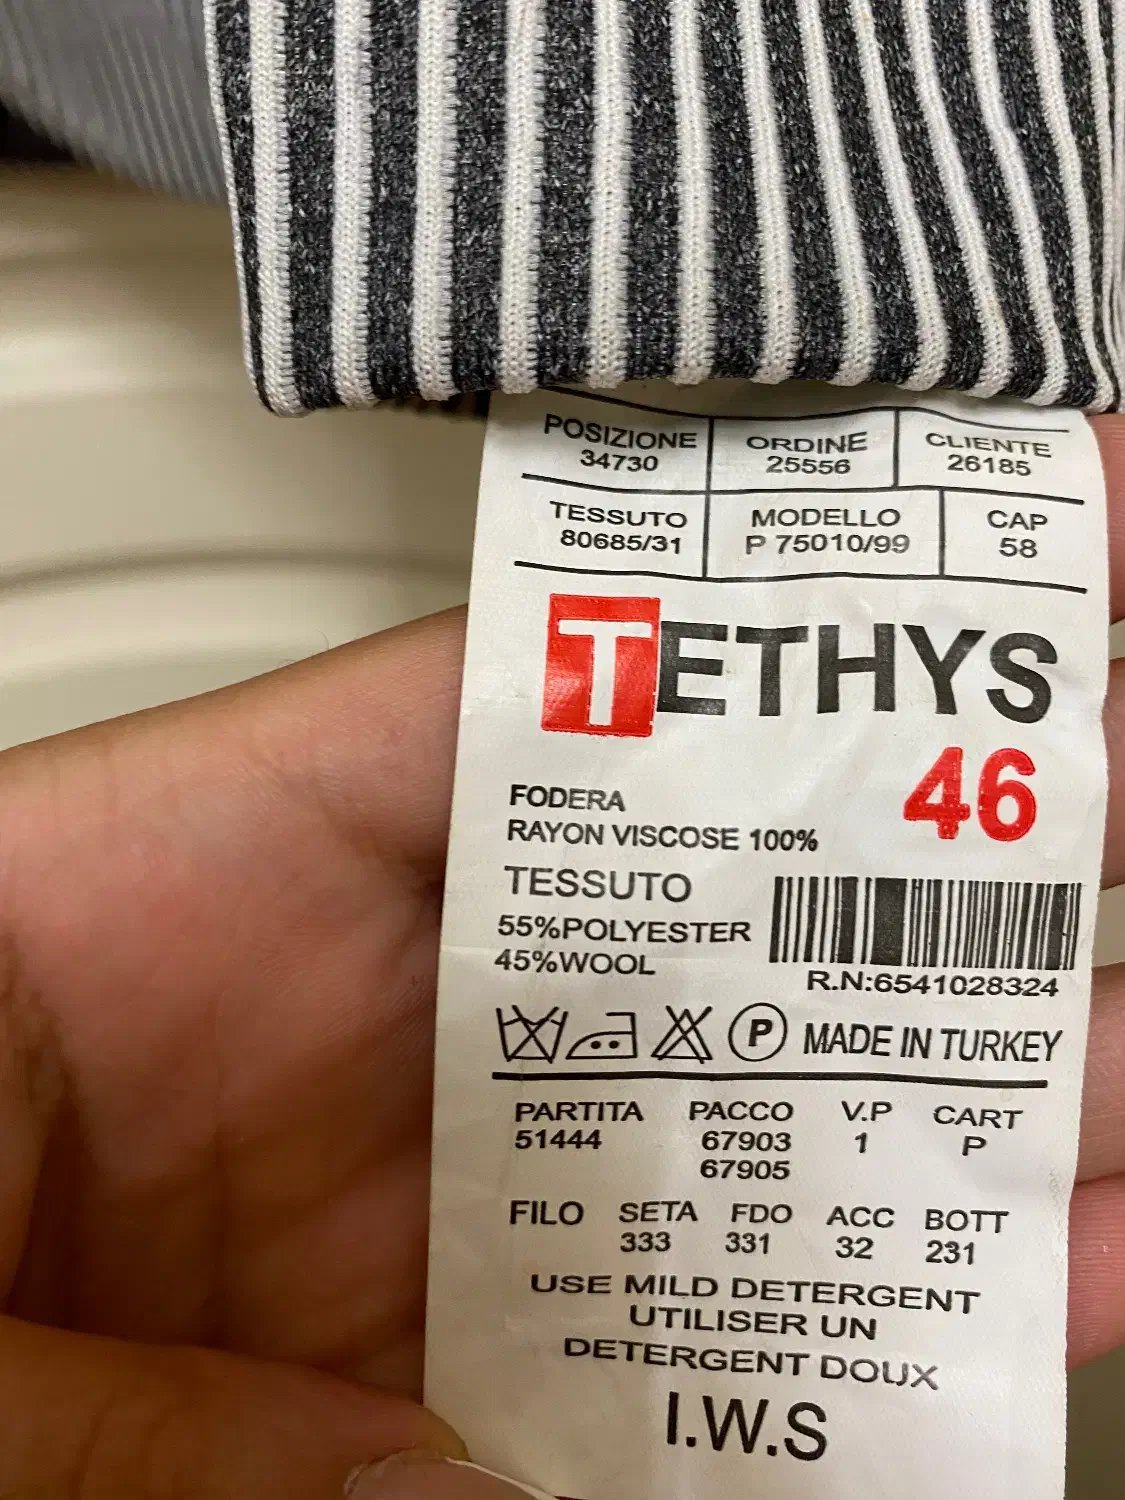 POSIZIONE ORDINE CLIENTE
34730 25556 26185
TESSUTO MODELLO CAP
80685/31 P 75010/99 58
TETHYS
46
FODERA
RAYON VISCOSE 100%
TESSUTO
55%POLYESTER
45%WOOL
R.N:6541028324
P MADE IN TURKEY
PARTITA PACCO V.P CART
51444 67903 1 P
67905
FILO SETA FDO ACC BOTT
333 331 32 231
USE MILD DETERGENT
UTILISER UN
DETERGENT DOUX
I.W.S